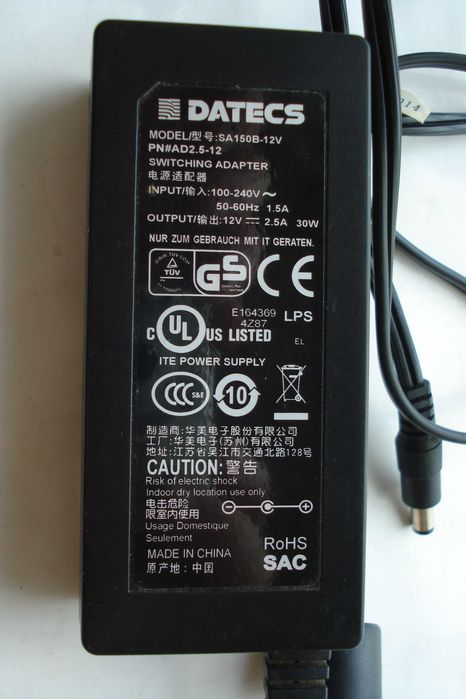 DATECS
MODEL/型号:SA150B-12V
PN#AD2.5-12
SWITCHING ADAPTER
电源适配器
INPUT/输入:100-240V~
50-60Hz 1.5A
OUTPUT/输出:12V 2.5A 30W
NUR ZUM GEBRAUCH MIT IT GERATEN.
TÜV GS CE
E164369 LPS
4Z87
C UL US LISTED EL
ITE POWER SUPPLY
CCC S&E 10
制造商:华美电子股份有限公司
工厂:华美电子(苏州)有限公司
地址:江苏省吴江市交通北路128号
CAUTION:警告
Risk of electric shock
Indoor dry location use only
电击危险
限室内使用
Usage Domestique
Seulement
MADE IN CHINA
原产地:中国
RoHS
SAC